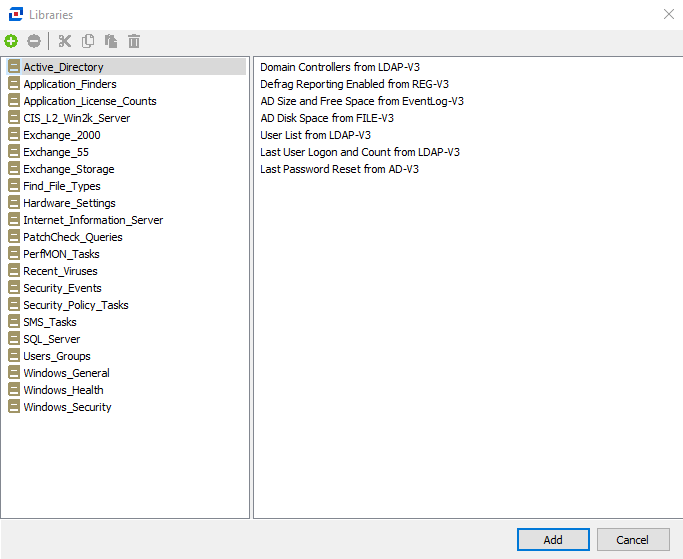 Libraries
Active_Directory
Application_Finders
Application_License_Counts
CIS_L2_Win2k_Server
Exchange_2000
Exchange_55
Exchange_Storage
Find_File_Types
Hardware_Settings
Internet_Information_Server
PatchCheck_Queries
PerfMON_Tasks
Recent_Viruses
Security_Events
Security_Policy_Tasks
SMS_Tasks
SQL_Server
Users_Groups
Windows_General
Windows_Health
Windows_Security
Domain Controllers from LDAP-V3
Defrag Reporting Enabled from REG-V3
AD Size and Free Space from EventLog-V3
AD Disk Space from FILE-V3
User List from LDAP-V3
Last User Logon and Count from LDAP-V3
Last Password Reset from AD-V3
Add
Cancel